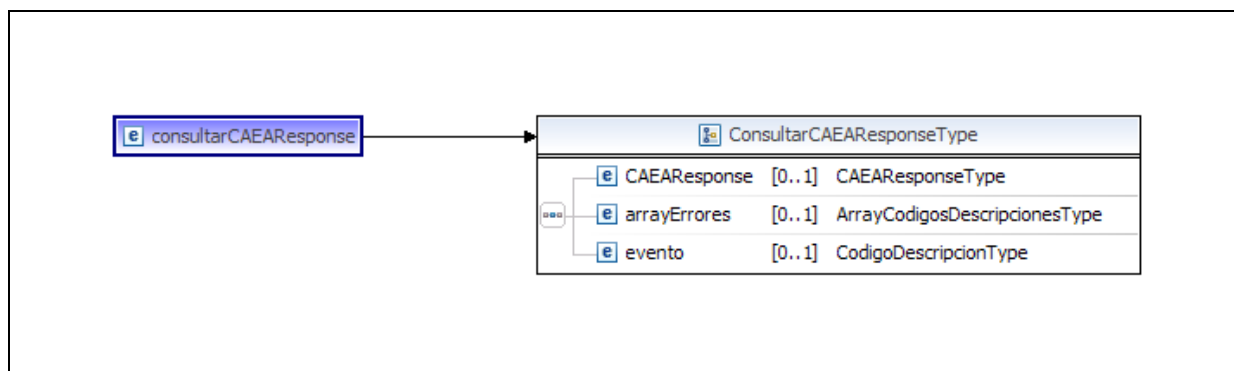 e consultarCAEAResponse
ConsultarCAEAResponseType
e CAEAResponse [0..1] CAEAResponseType
e arrayErrores [0..1] ArrayCodigosDescripcionesType
e evento [0..1] CodigoDescripcionType